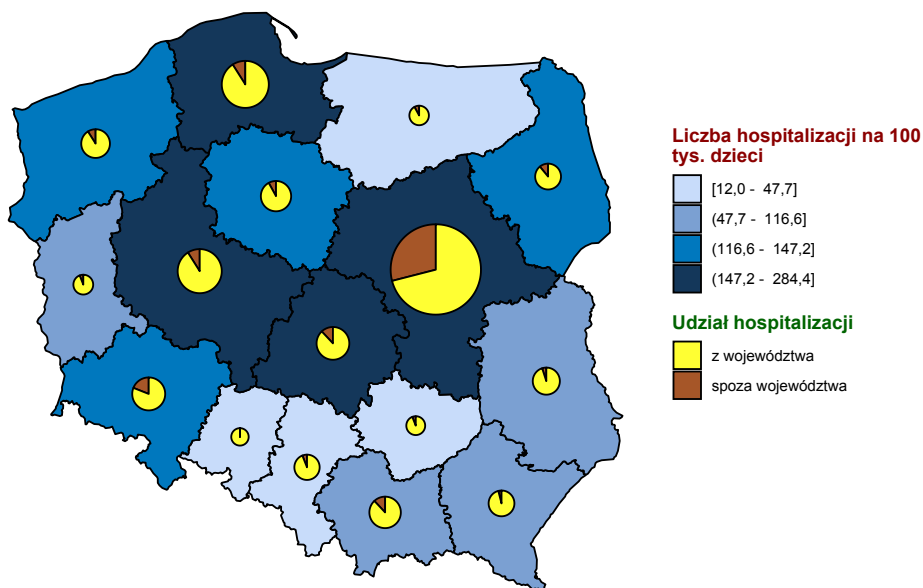 Liczba hospitalizacji na 100
tys. dzieci
[12,0 - 47,7]
(47,7 - 116,6]
(116,6 - 147,2]
(147,2 - 284,4]
Udział hospitalizacji
z województwa
spoza województwa